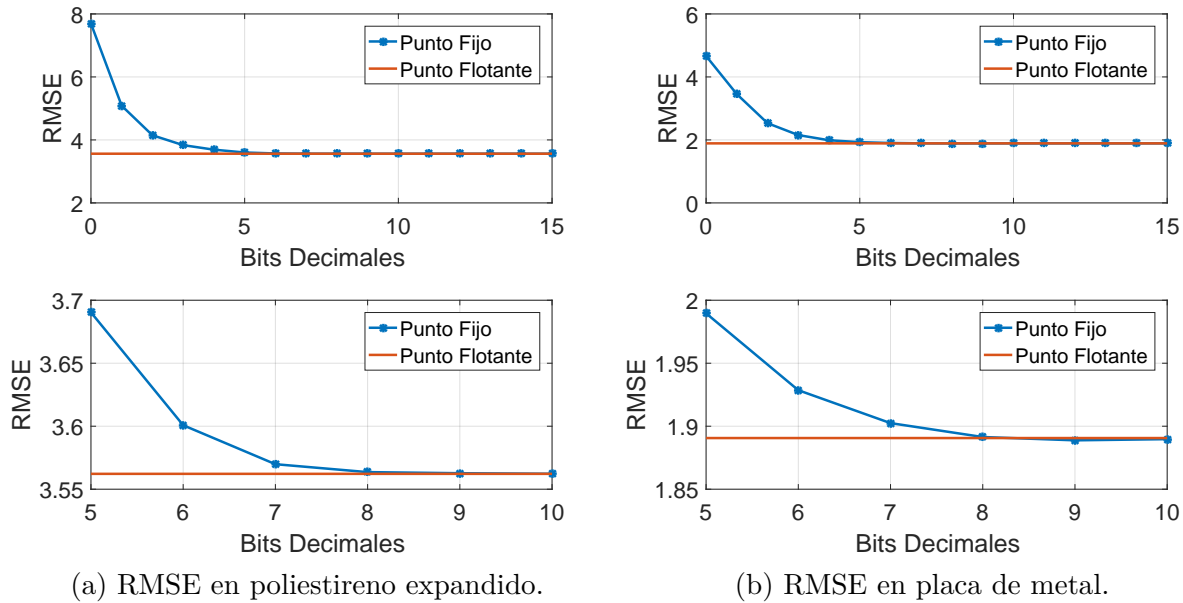 8
6
4
2
RMSE
0
5
10
15
Bits Decimales
Punto Fijo
Punto Flotante
6
4
2
0
RMSE
0
5
10
15
Bits Decimales
Punto Fijo
Punto Flotante
3.7
3.65
3.6
3.55
RMSE
5
6
7
8
9
10
Bits Decimales
Punto Fijo
Punto Flotante
2
1.95
1.9
1.85
RMSE
5
6
7
8
9
10
Bits Decimales
Punto Fijo
Punto Flotante
(a) RMSE en poliestireno expandido.
(b) RMSE en placa de metal.